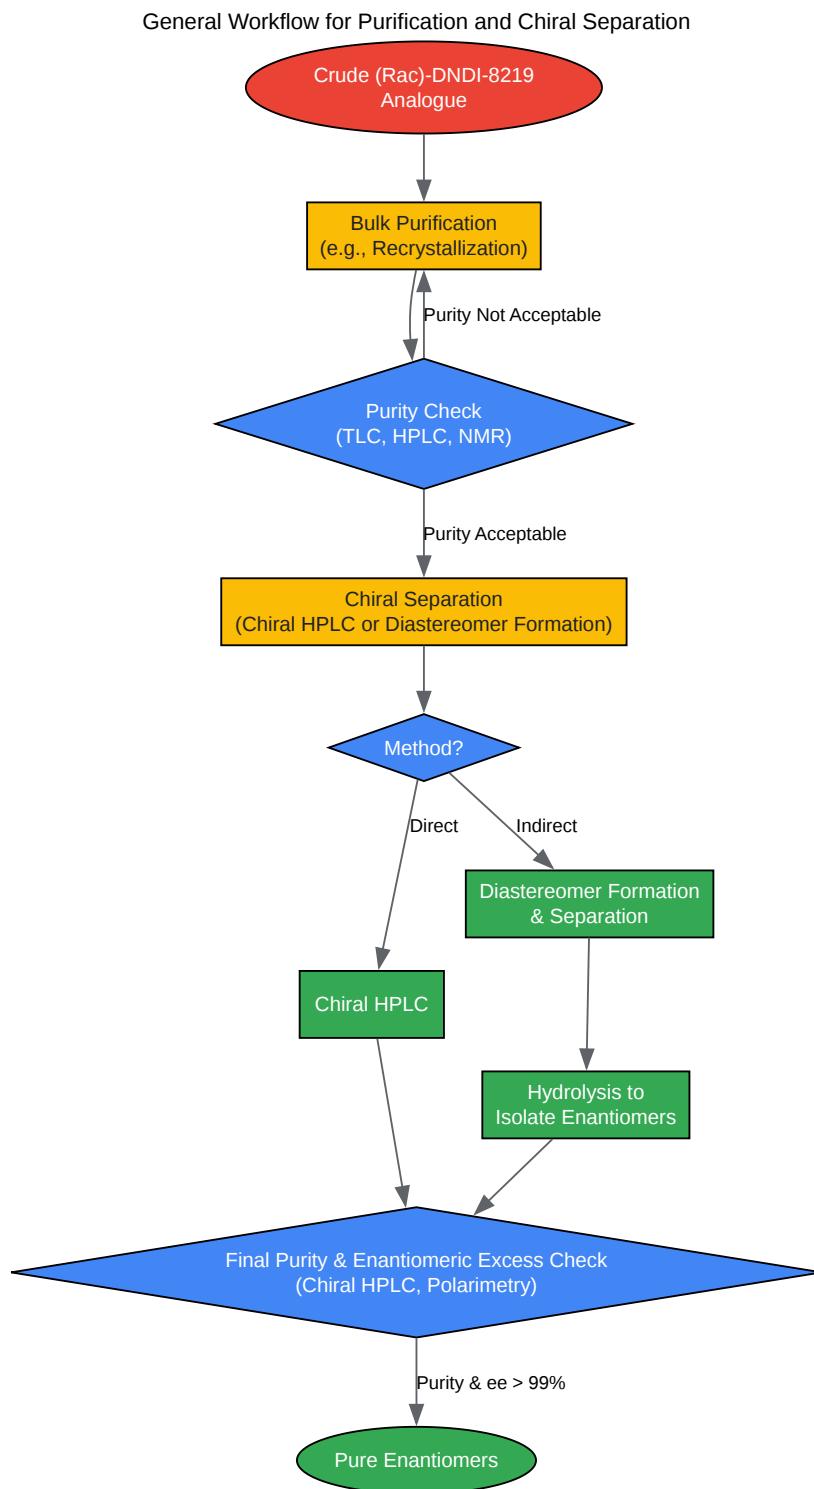 General Workflow for Purification and Chiral Separation
Crude (Rac)-DNDI-8219
Analogue
Bulk Purification
(e.g., Recrystallization)
Purity Not Acceptable
Purity Check
(TLC, HPLC, NMR)
Purity Acceptable
Chiral Separation
(Chiral HPLC or Diastereomer Formation)
Method?
Direct
Indirect
Diastereomer Formation
& Separation
Chiral HPLC
Hydrolysis to
Isolate Enantiomers
Final Purity & Enantiomeric Excess Check
(Chiral HPLC, Polarimetry)
Purity & ee > 99%
Pure Enantiomers